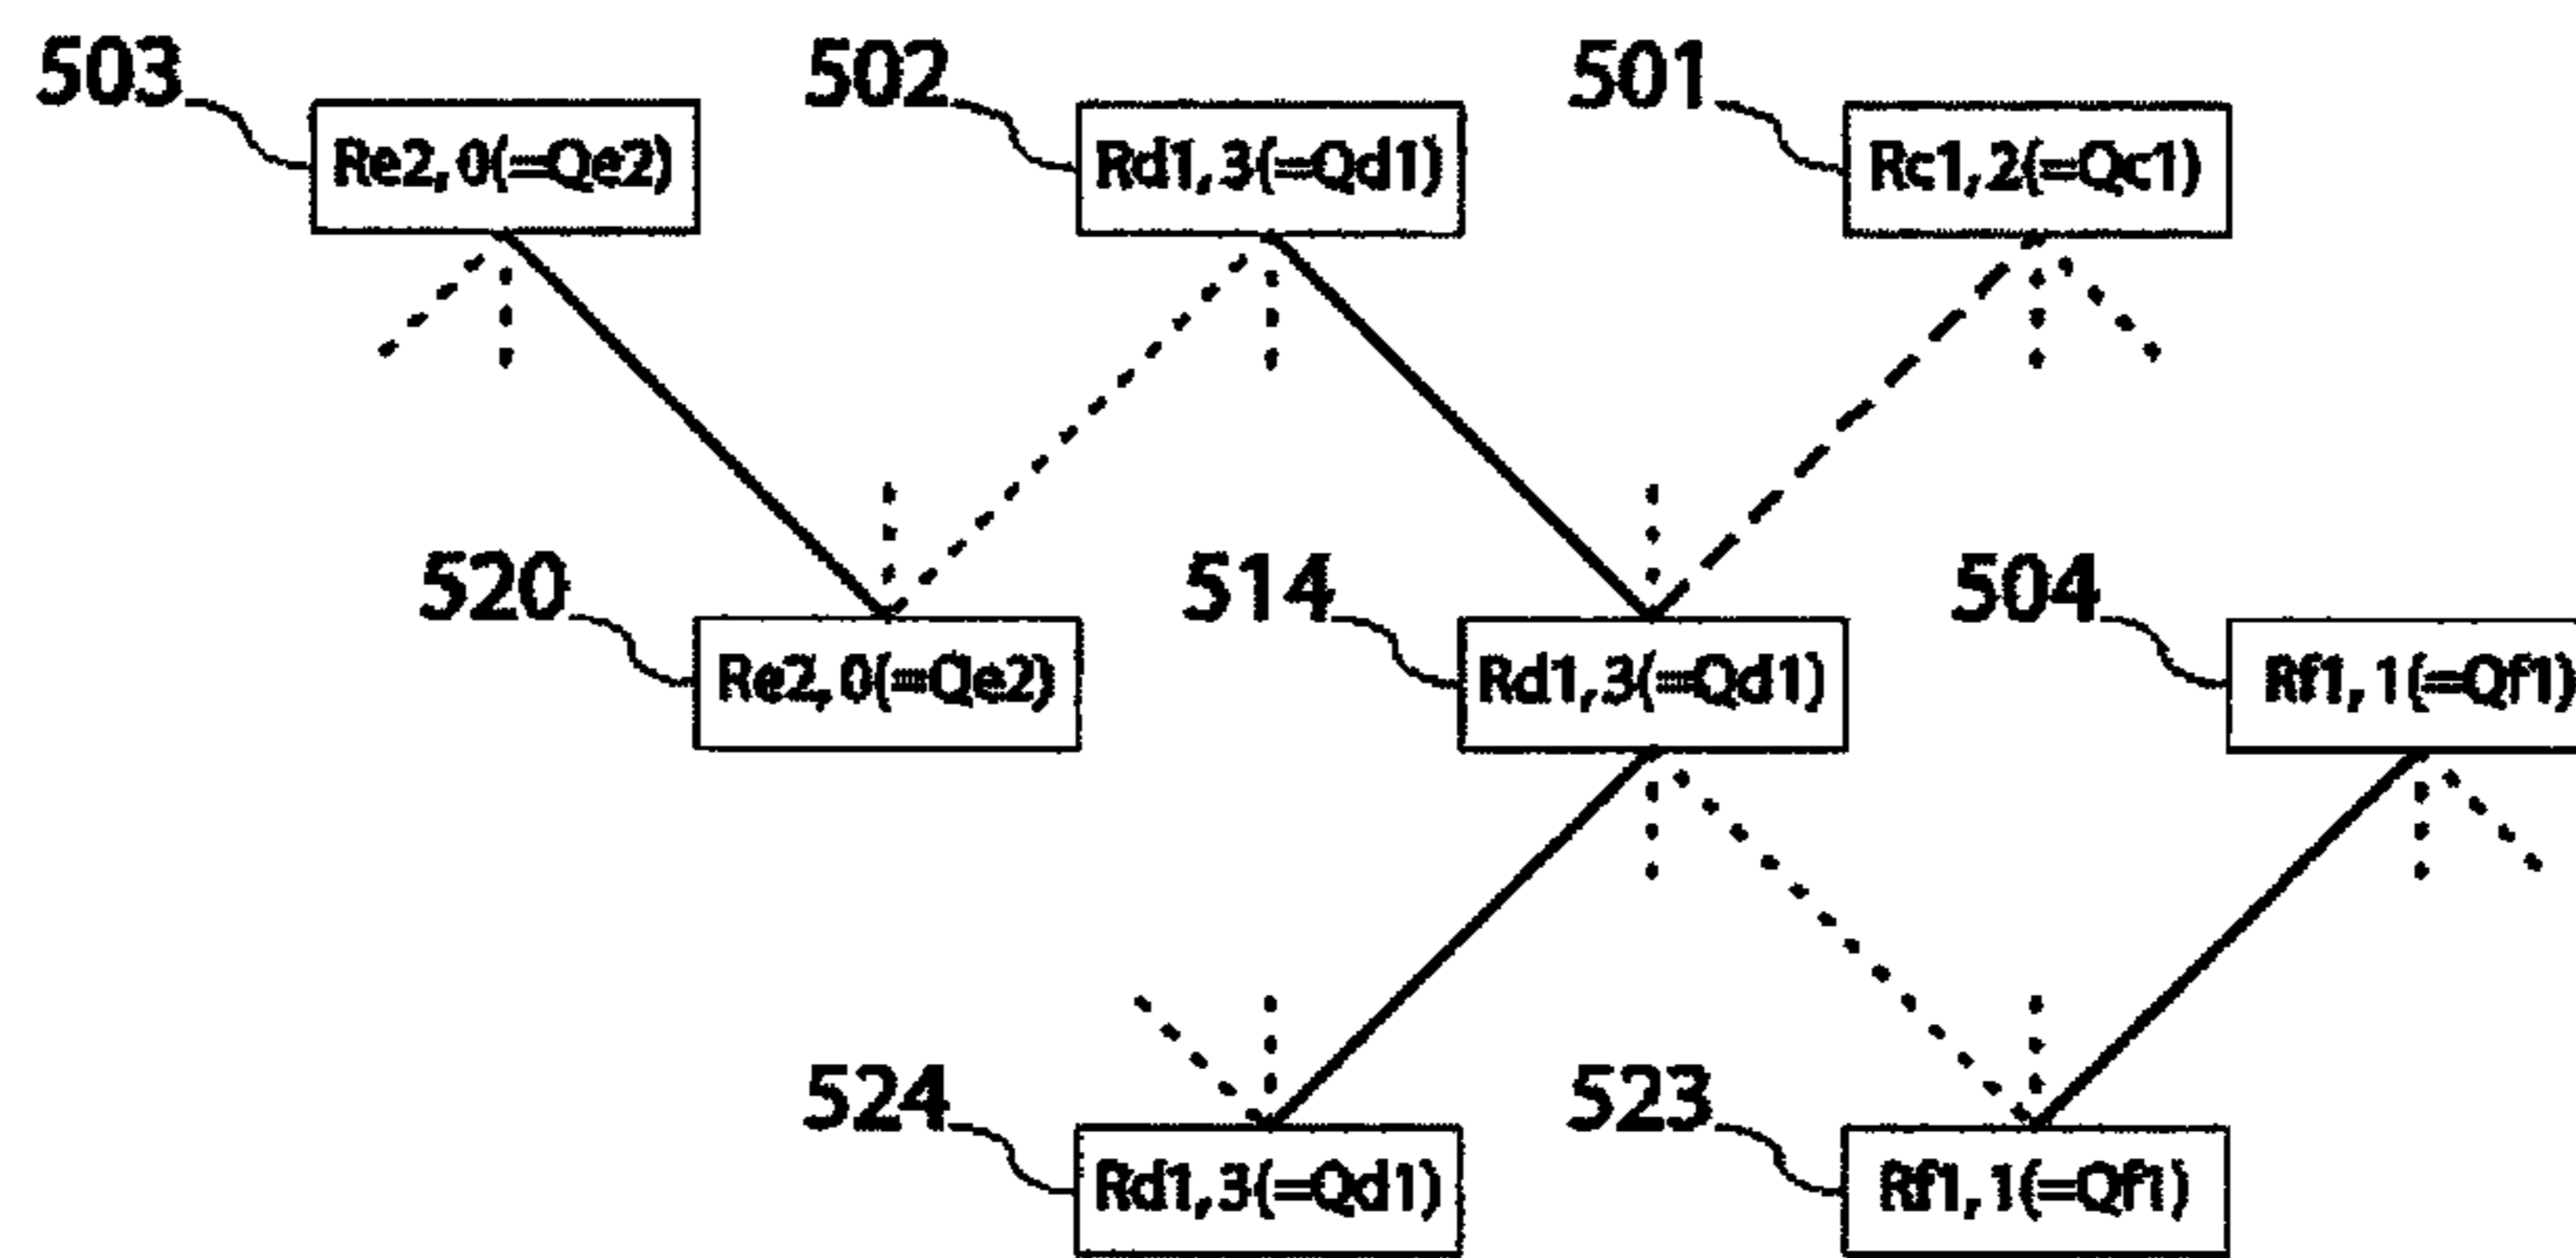 503 502 501
Re2,0(=Qe2) Rd1,3(=Qd1) Rc1,2(=Qc1)
520 514 504
Re2,0(=Qe2) Rd1,3(=Qd1) Rf1,1(=Qf1)
524 523
Rd1,3(=Qd1) Rf1,1(=Qf1)